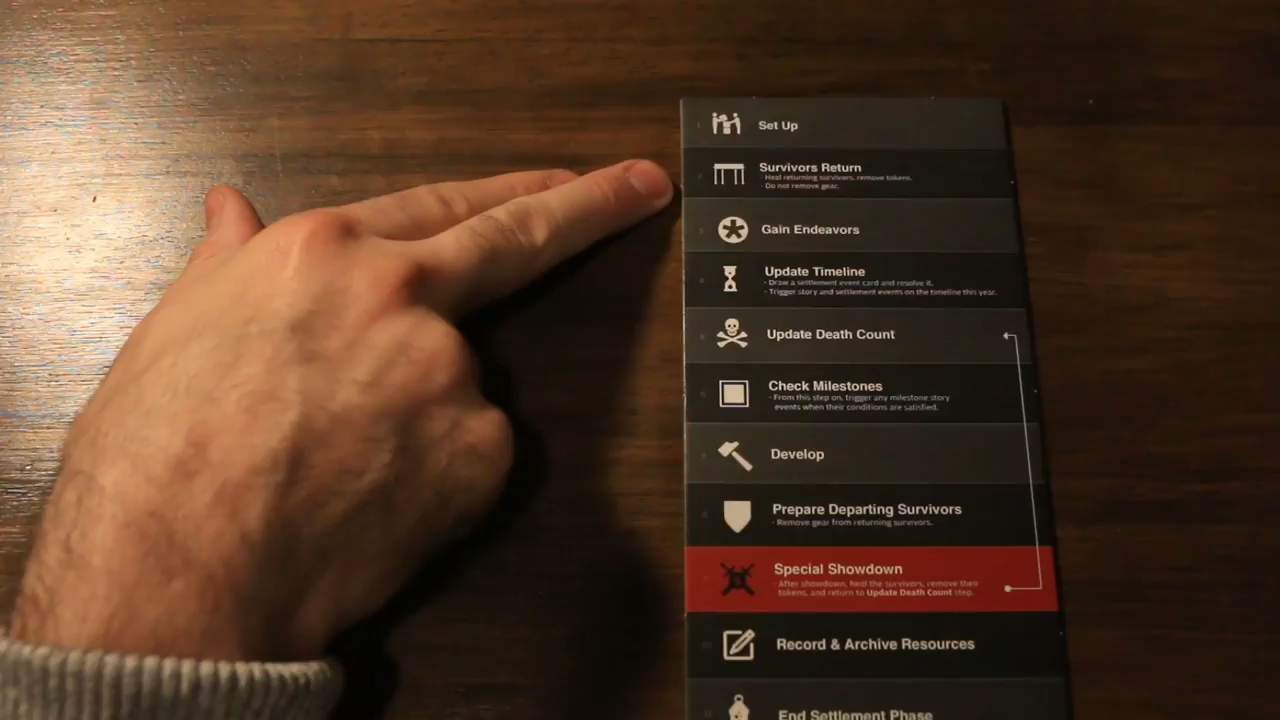 Set Up
Survivors Return
- Heal returning survivors, remove tokens.
- Do not remove gear.
Gain Endeavors
Update Timeline
- Draw a settlement event card and resolve it.
- Trigger story and settlement events on the timeline this year.
Update Death Count
Check Milestones
- From this step on, trigger any milestone story
events when their conditions are satisfied.
Develop
Prepare Departing Survivors
- Remove gear from returning survivors.
Special Showdown
- After showdown, heal the survivors, remove their
tokens, and return to Update Death Count step.
Record & Archive Resources
End Settlement Phase